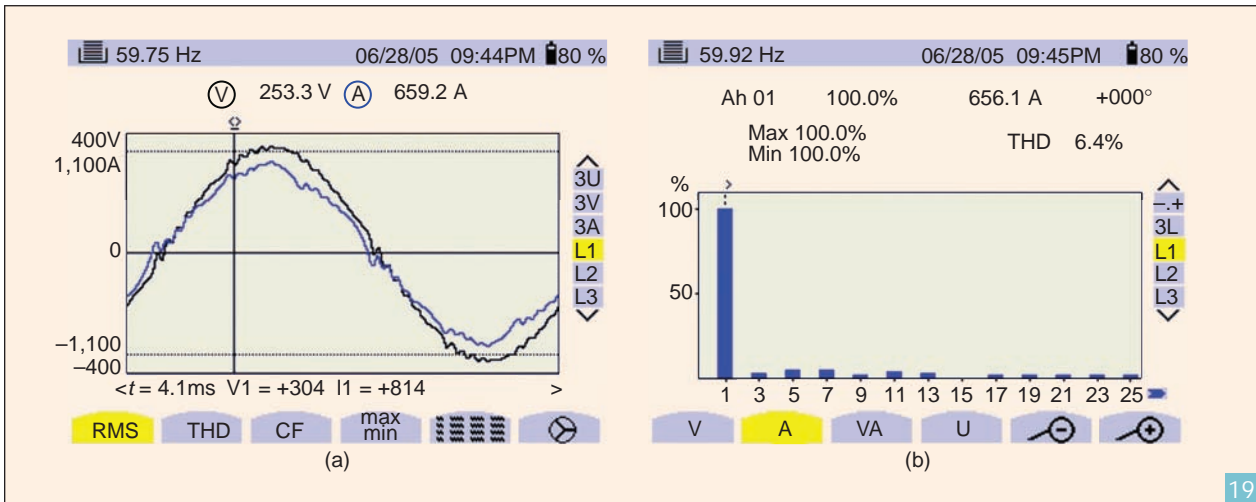 59.75 Hz 06/28/05 09:44PM 80 %
V 253.3 V A 659.2 A
400V
1,100A
0
–1,100
–400
3U
3V
3A
L1
L2
L3
<t = 4.1ms V1 = +304 I1 = +814 >
RMS THD CF max min
(a)
59.92 Hz 06/28/05 09:45PM 80 %
Ah 01 100.0% 656.1 A +000°
Max 100.0%
Min 100.0%
THD 6.4%
%
100
50
–.+
3L
L1
L2
L3
1 3 5 7 9 11 13 15 17 19 21 23 25
V A VA U
(b)
19